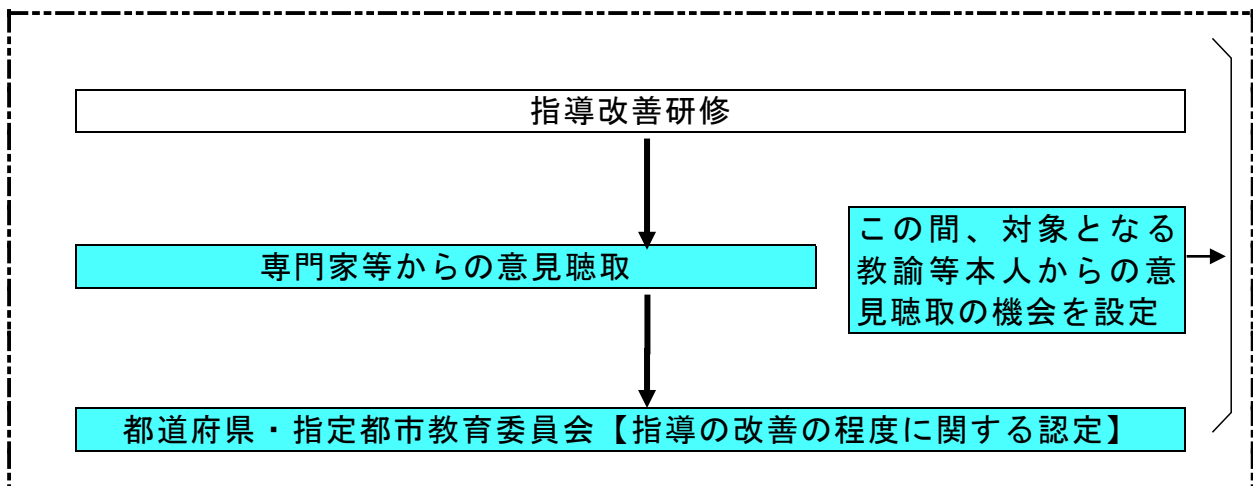 指導改善研修
専門家等からの意見聴取
この間、対象となる
教諭等本人からの意
見聴取の機会を設定
都道府県・指定都市教育委員会【指導の改善の程度に関する認定】